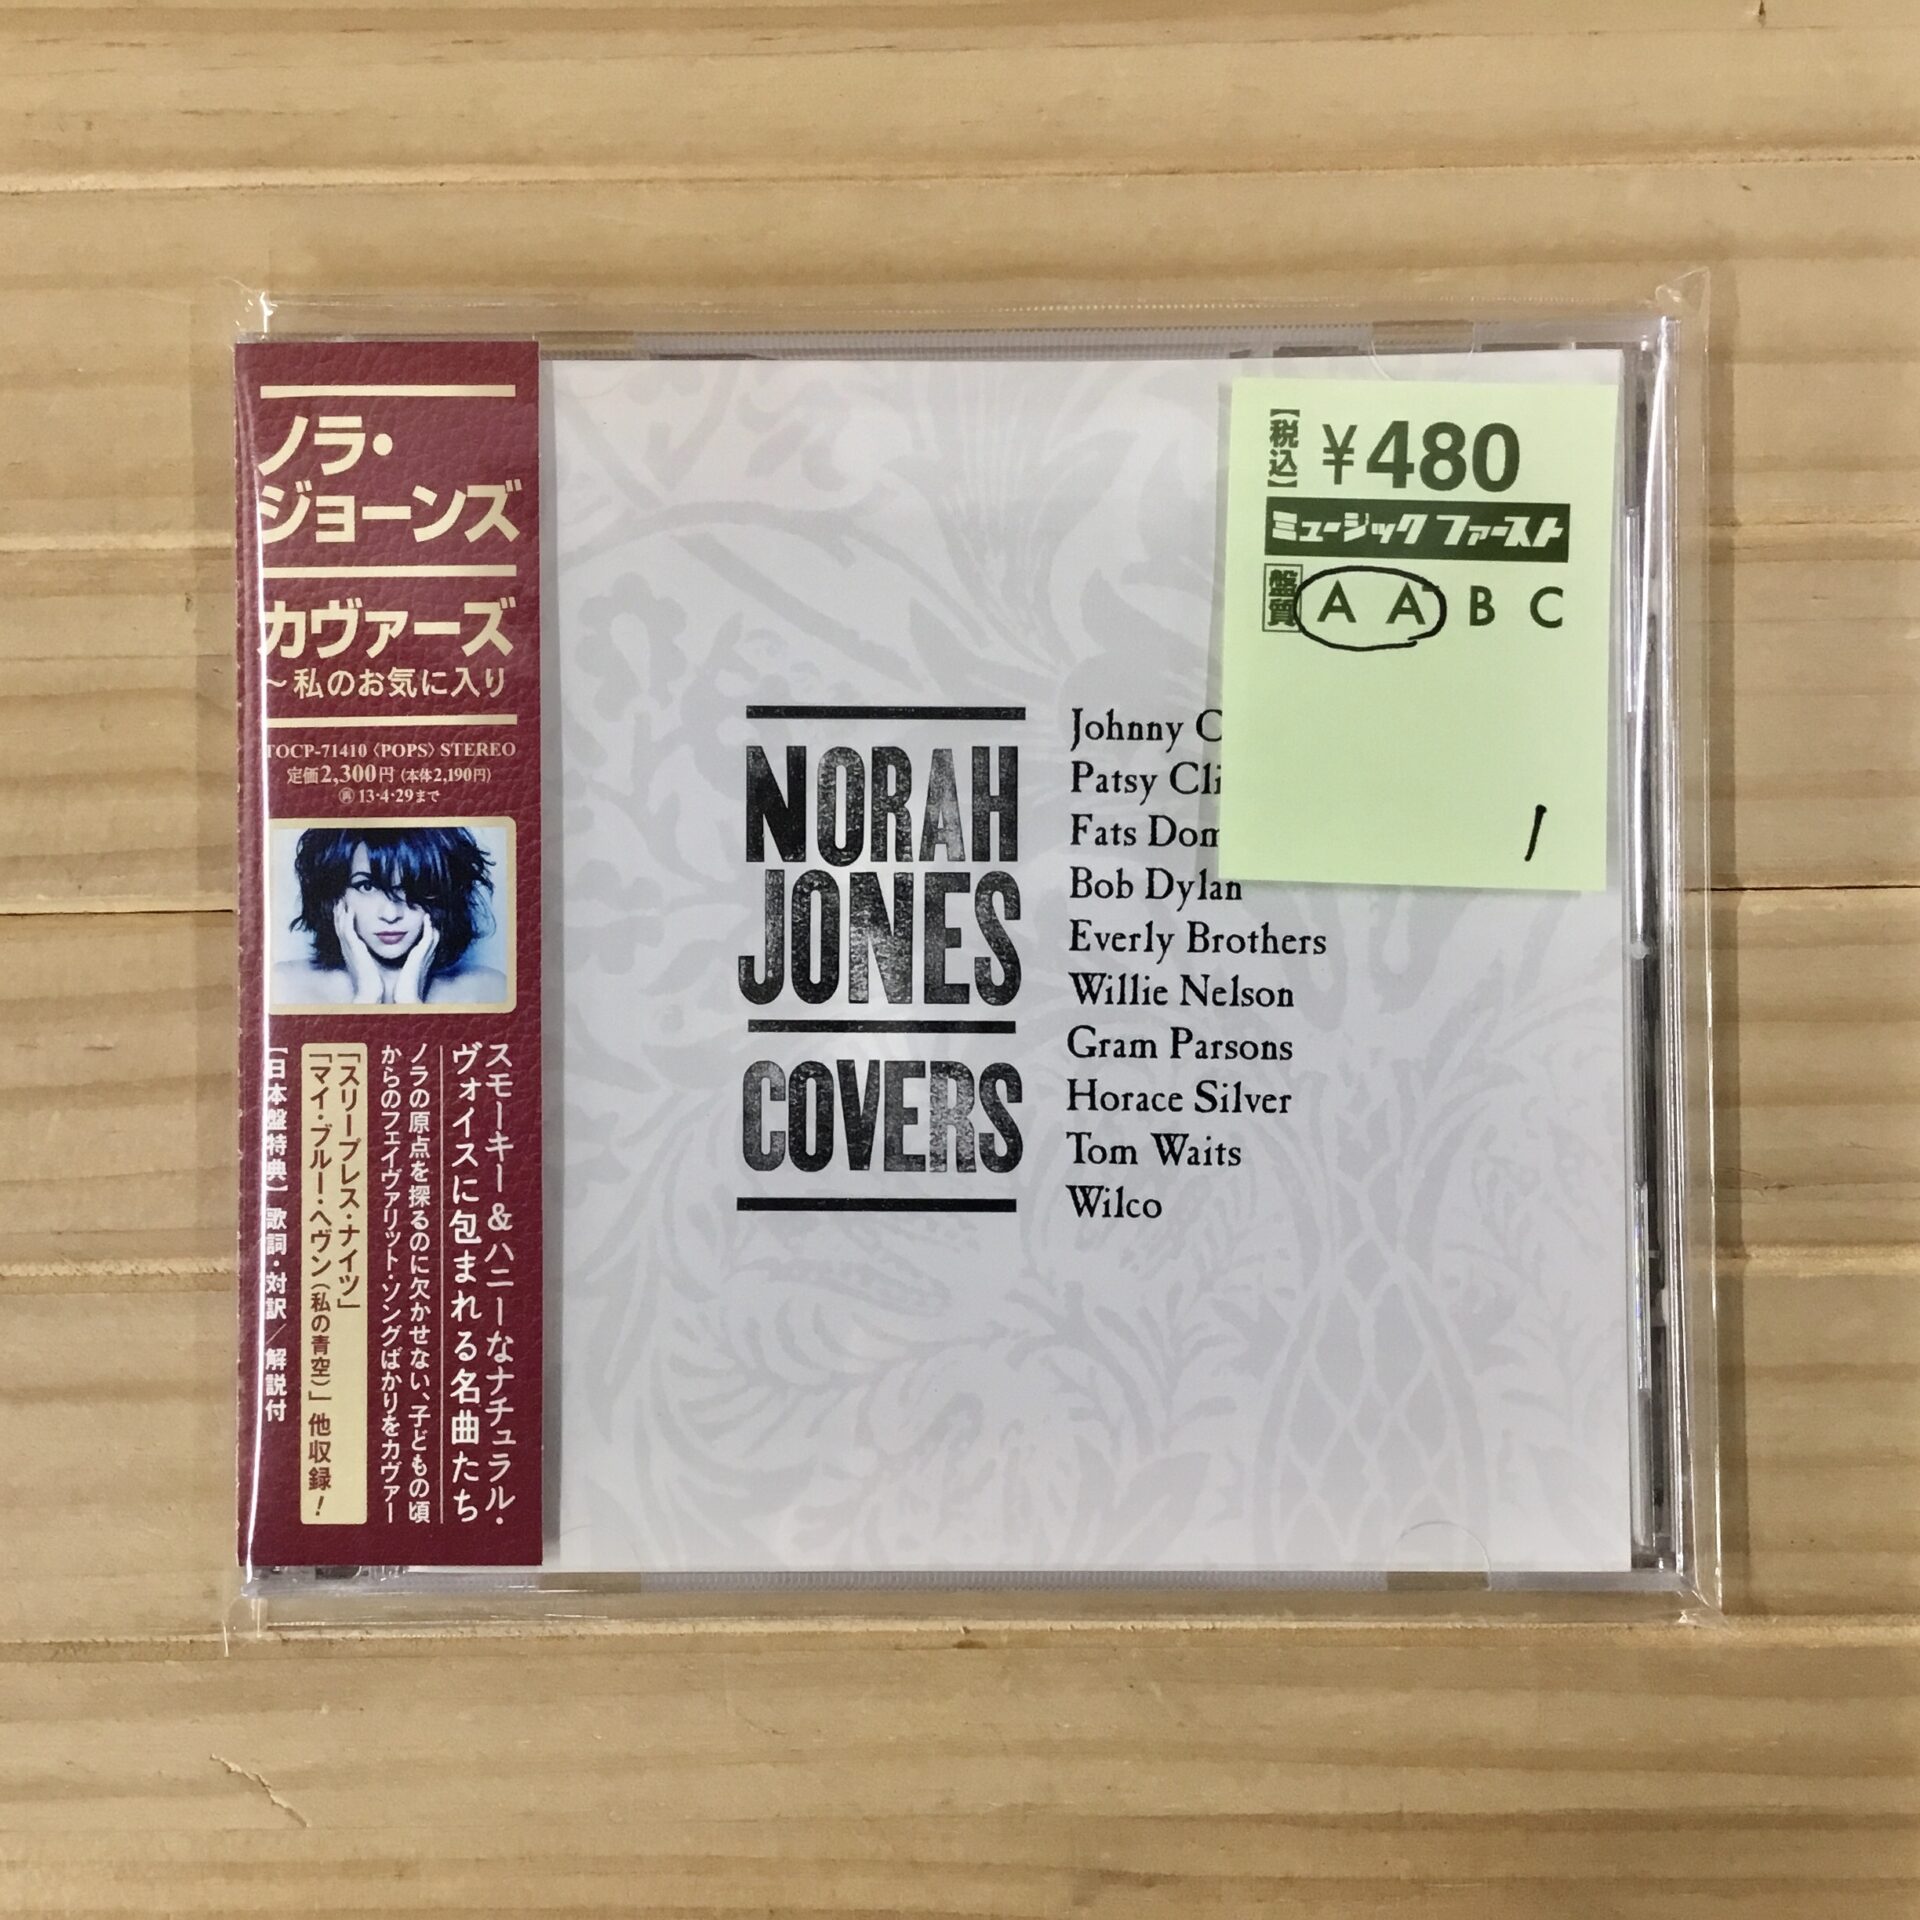 ノラ・
ジョーンズ
カヴァーズ
〜私のお気に入り
TOCP-71410〈POPS〉STEREO
定価2,300円（本体2,190円）
再 13・4・29まで
スモーキー＆ハニーなナチュラル・
ヴォイスに包まれる名曲たち
ノラの原点を探るのに欠かせない、子どもの頃
からのフェイヴァリット・ソングばかりをカヴァー
「スリープレス・ナイツ」
「マイ・ブルー・ヘヴン（私の青空）」他収録！
【日本盤特典】歌詞・対訳／解説付
NORAH
JONES
COVERS
Johnny C
Patsy Cli
Fats Dom
Bob Dylan
Everly Brothers
Willie Nelson
Gram Parsons
Horace Silver
Tom Waits
Wilco
【税込】¥480
ミュージックファースト
盤質 A A⁻ B C
/